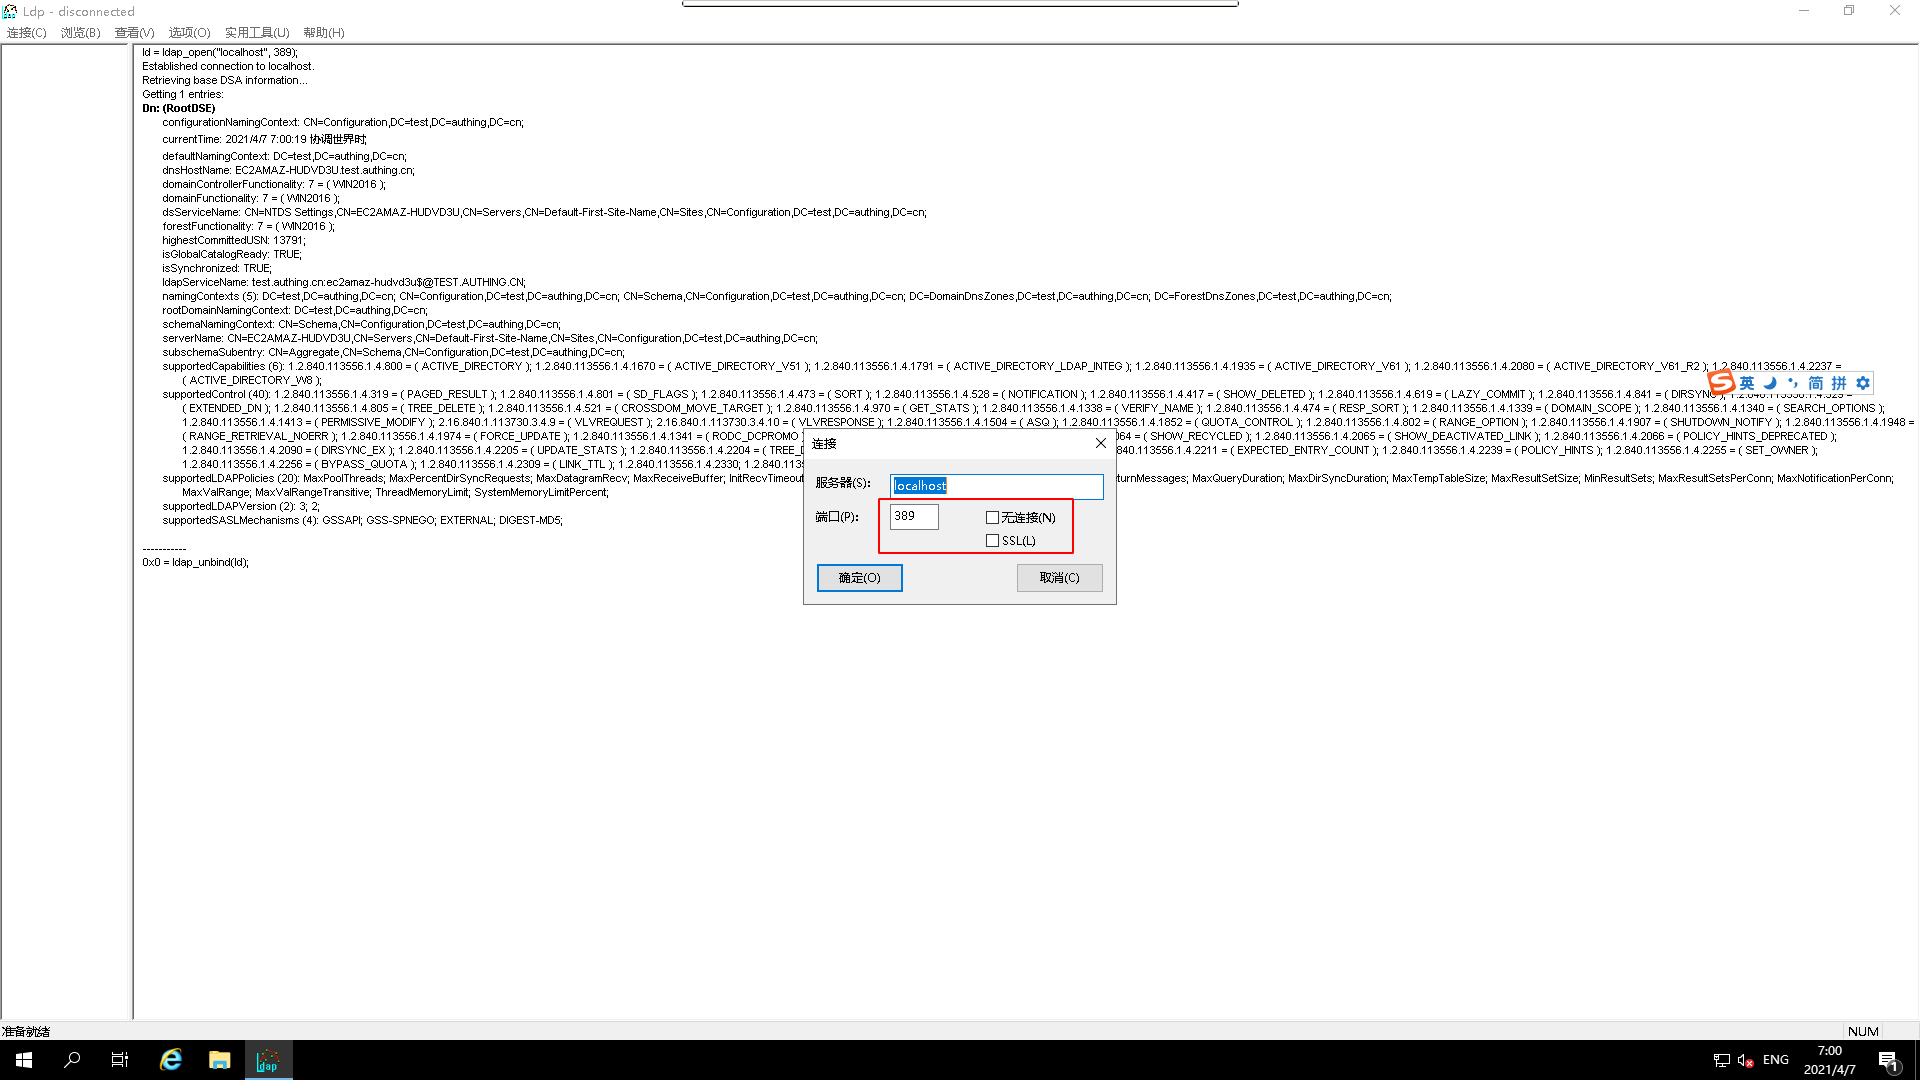 Ldp - disconnected
连接(C) 浏览(B) 查看(V) 选项(O) 实用工具(U) 帮助(H)
ld = ldap_open("localhost", 389);
Established connection to localhost.
Retrieving base DSA information...
Getting 1 entries:
Dn: (RootDSE)
configurationNamingContext: CN=Configuration,DC=test,DC=authing,DC=cn;
currentTime: 2021/4/7 7:00:19 协调世界时;
defaultNamingContext: DC=test,DC=authing,DC=cn;
dnsHostName: EC2AMAZ-HUDVD3U.test.authing.cn;
domainControllerFunctionality: 7 = ( WIN2016 );
domainFunctionality: 7 = ( WIN2016 );
dsServiceName: CN=NTDS Settings,CN=EC2AMAZ-HUDVD3U,CN=Servers,CN=Default-First-Site-Name,CN=Sites,CN=Configuration,DC=test,DC=authing,DC=cn;
forestFunctionality: 7 = ( WIN2016 );
highestCommittedUSN: 13791;
isGlobalCatalogReady: TRUE;
isSynchronized: TRUE;
ldapServiceName: test.authing.cn:ec2amaz-hudvd3u$@TEST.AUTHING.CN;
namingContexts (5): DC=test,DC=authing,DC=cn; CN=Configuration,DC=test,DC=authing,DC=cn; CN=Schema,CN=Configuration,DC=test,DC=authing,DC=cn; DC=DomainDnsZones,DC=test,DC=authing,DC=cn; DC=ForestDnsZones,DC=test,DC=authing,DC=cn;
rootDomainNamingContext: DC=test,DC=authing,DC=cn;
schemaNamingContext: CN=Schema,CN=Configuration,DC=test,DC=authing,DC=cn;
serverName: CN=EC2AMAZ-HUDVD3U,CN=Servers,CN=Default-First-Site-Name,CN=Sites,CN=Configuration,DC=test,DC=authing,DC=cn;
subschemaSubentry: CN=Aggregate,CN=Schema,CN=Configuration,DC=test,DC=authing,DC=cn;
supportedCapabilities (6): 1.2.840.113556.1.4.800 = ( ACTIVE_DIRECTORY ); 1.2.840.113556.1.4.1670 = ( ACTIVE_DIRECTORY_V51 ); 1.2.840.113556.1.4.1791 = ( ACTIVE_DIRECTORY_LDAP_INTEG ); 1.2.840.113556.1.4.1935 = ( ACTIVE_DIRECTORY_V61 ); 1.2.840.113556.1.4.2080 = ( ACTIVE_DIRECTORY_V61_R2 ); 1.2.840.113556.1.4.2237 =
( ACTIVE_DIRECTORY_W8 );
supportedControl (40): 1.2.840.113556.1.4.319 = ( PAGED_RESULT ); 1.2.840.113556.1.4.801 = ( SD_FLAGS ); 1.2.840.113556.1.4.473 = ( SORT ); 1.2.840.113556.1.4.528 = ( NOTIFICATION ); 1.2.840.113556.1.4.417 = ( SHOW_DELETED ); 1.2.840.113556.1.4.619 = ( LAZY_COMMIT ); 1.2.840.113556.1.4.841 = ( DIRSYNC
( EXTENDED_DN ); 1.2.840.113556.1.4.805 = ( TREE_DELETE ); 1.2.840.113556.1.4.521 = ( CROSSDOM_MOVE_TARGET ); 1.2.840.113556.1.4.970 = ( GET_STATS ); 1.2.840.113556.1.4.1338 = ( VERIFY_NAME ); 1.2.840.113556.1.4.474 = ( RESP_SORT ); 1.2.840.113556.1.4.1339 = ( DOMAIN_SCOPE ); 1.2.840.113556.1.4.1340 = ( SEARCH_OPTIONS );
1.2.840.113556.1.4.1413 = ( PERMISSIVE_MODIFY ); 2.16.840.1.113730.3.4.9 = ( VLVREQUEST ); 2.16.840.1.113730.3.4.10 = ( VLVRESPONSE ); 1.2.840.113556.1.4.1504 = ( ASQ ); 1.2.840.113556.1.4.1852 = ( QUOTA_CONTROL ); 1.2.840.113556.1.4.802 = ( RANGE_OPTION ); 1.2.840.113556.1.4.1907 = ( SHUTDOWN_NOTIFY ); 1.2.840.113556.1.4.1948 =
( RANGE_RETRIEVAL_NOERR ); 1.2.840.113556.1.4.1974 = ( FORCE_UPDATE ); 1.2.840.113556.1.4.1341 = ( RODC_DCPROMO 064 = ( SHOW_RECYCLED ); 1.2.840.113556.1.4.2065 = ( SHOW_DEACTIVATED_LINK ); 1.2.840.113556.1.4.2066 = ( POLICY_HINTS_DEPRECATED );
1.2.840.113556.1.4.2090 = ( DIRSYNC_EX ); 1.2.840.113556.1.4.2205 = ( UPDATE_STATS ); 1.2.840.113556.1.4.2204 = ( TREE_D 840.113556.1.4.2211 = ( EXPECTED_ENTRY_COUNT ); 1.2.840.113556.1.4.2239 = ( POLICY_HINTS ); 1.2.840.113556.1.4.2255 = ( SET_OWNER );
1.2.840.113556.1.4.2256 = ( BYPASS_QUOTA ); 1.2.840.113556.1.4.2309 = ( LINK_TTL ); 1.2.840.113556.1.4.2330; 1.2.840.11355
supportedLDAPPolicies (20): MaxPoolThreads; MaxPercentDirSyncRequests; MaxDatagramRecv; MaxReceiveBuffer; InitRecvTimeout turnMessages; MaxQueryDuration; MaxDirSyncDuration; MaxTempTableSize; MaxResultSetSize; MinResultSets; MaxResultSetsPerConn; MaxNotificationPerConn;
MaxValRange; MaxValRangeTransitive; ThreadMemoryLimit; SystemMemoryLimitPercent;
supportedLDAPVersion (2): 3; 2;
supportedSASLMechanisms (4): GSSAPI; GSS-SPNEGO; EXTERNAL; DIGEST-MD5;
-----------
0x0 = ldap_unbind(ld);
英 简 拼
连接
服务器(S): localhost
端口(P): 389 无连接(N)
SSL(L)
确定(O) 取消(C)
准备就绪 NUM
ldap
ENG 7:00
2021/4/7
1